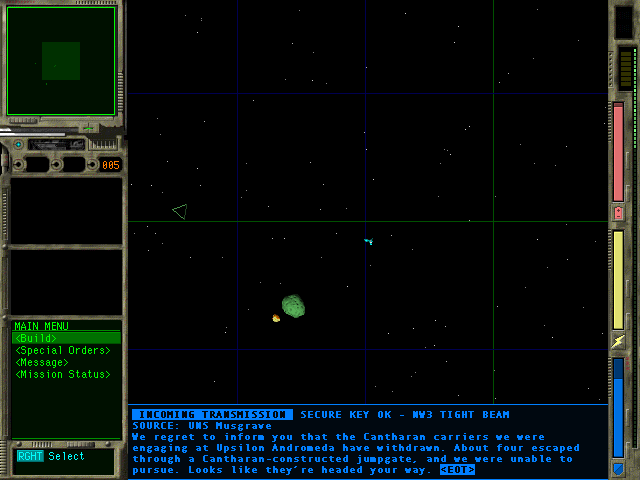 005
MAIN MENU
<Build>
<Special Orders>
<Message>
<Mission Status>
RGHT Select
INCOMING TRANSMISSION SECURE KEY OK - NW3 TIGHT BEAM
SOURCE: UNS Musgrave
We regret to inform you that the Cantharan carriers we were
engaging at Upsilon Andromeda have withdrawn. About four escaped
through a Cantharan-constructed jumpgate, and we were unable to
pursue. Looks like they're headed your way. <EOT>